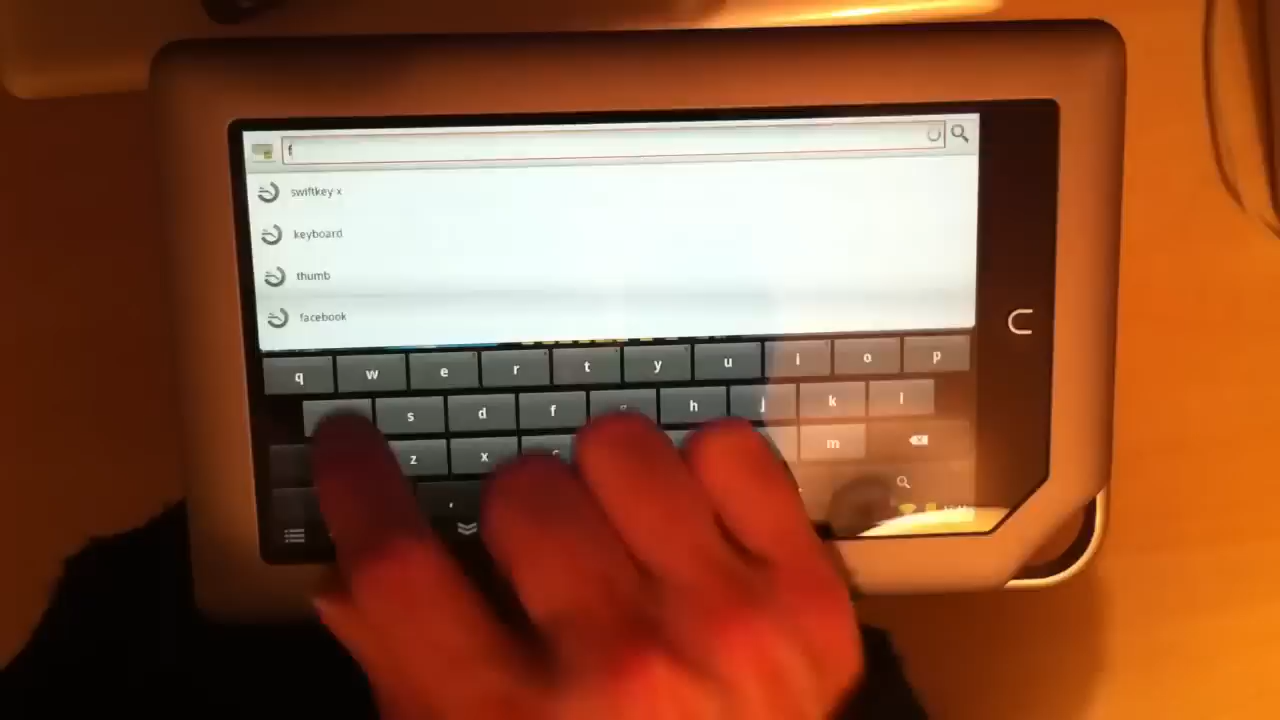 f
swiftkey x
keyboard
thumb
facebook
q w e r t y u i o p
s d f g h j k l
z x c m
,